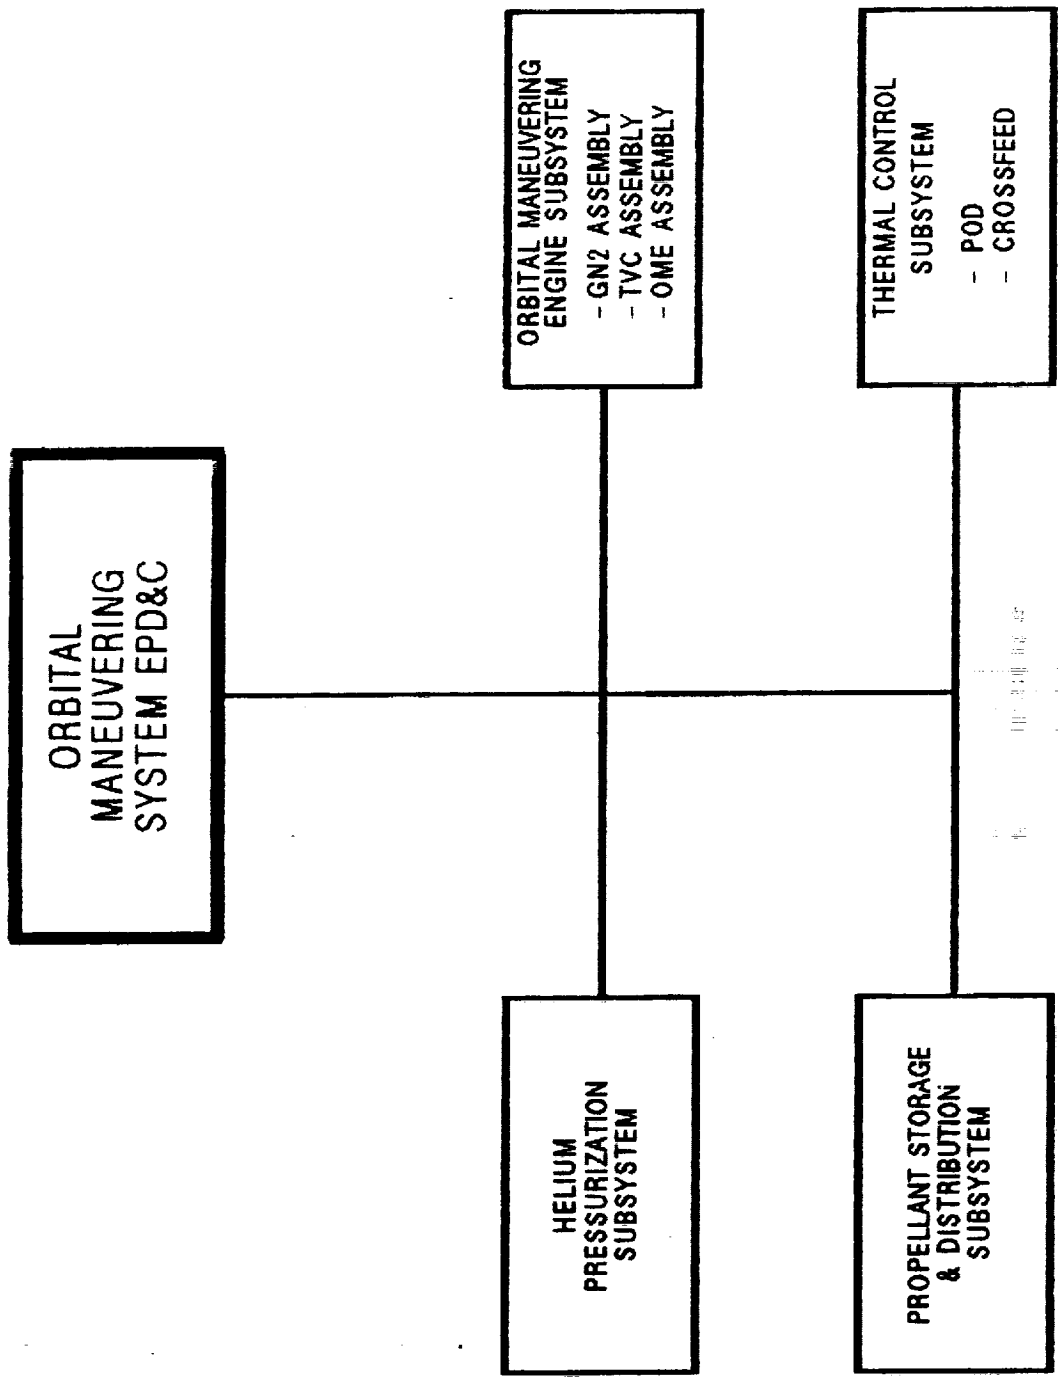 ORBITAL
MANEUVERING
SYSTEM EPD&C
HELIUM
PRESSURIZATION
SUBSYSTEM
ORBITAL MANEUVERING
ENGINE SUBSYSTEM
- GN2 ASSEMBLY
- TVC ASSEMBLY
- OME ASSEMBLY
PROPELLANT STORAGE
& DISTRIBUTION
SUBSYSTEM
THERMAL CONTROL
SUBSYSTEM
- POD
- CROSSFEED